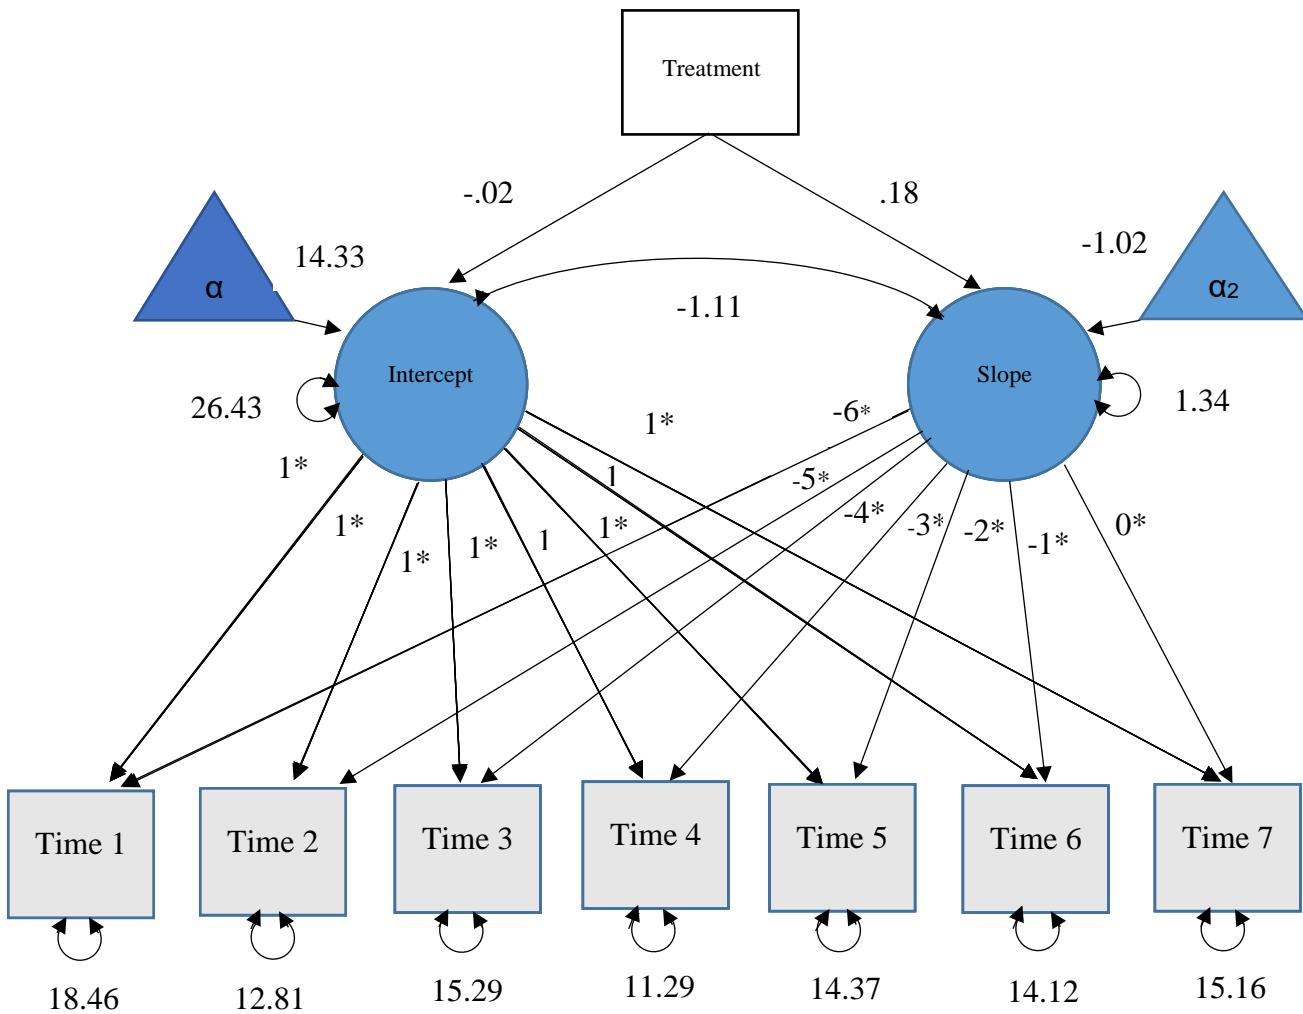 Treatment
-.02
.18
14.33
-1.02
α
α2
-1.11
Intercept
Slope
26.43
1.34
1*
-6*
1*
1
-5*
1*
1*
-4*
-3*
-2*
0*
1*
1*
1
-1*
Time 1
Time 2
Time 3
Time 4
Time 5
Time 6
Time 7
18.46
12.81
15.29
11.29
14.37
14.12
15.16